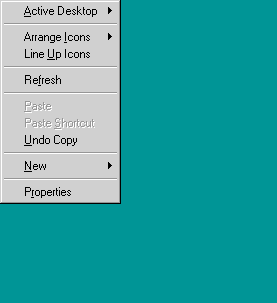 Active Desktop
Arrange Icons
Line Up Icons
Refresh
Paste
Paste Shortcut
Undo Copy
New
Properties